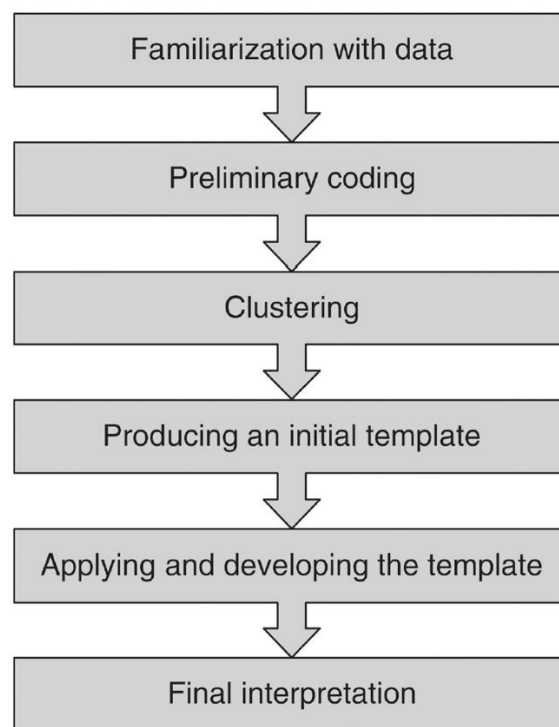 Familiarization with data
Preliminary coding
Clustering
Producing an initial template
Applying and developing the template
Final interpretation